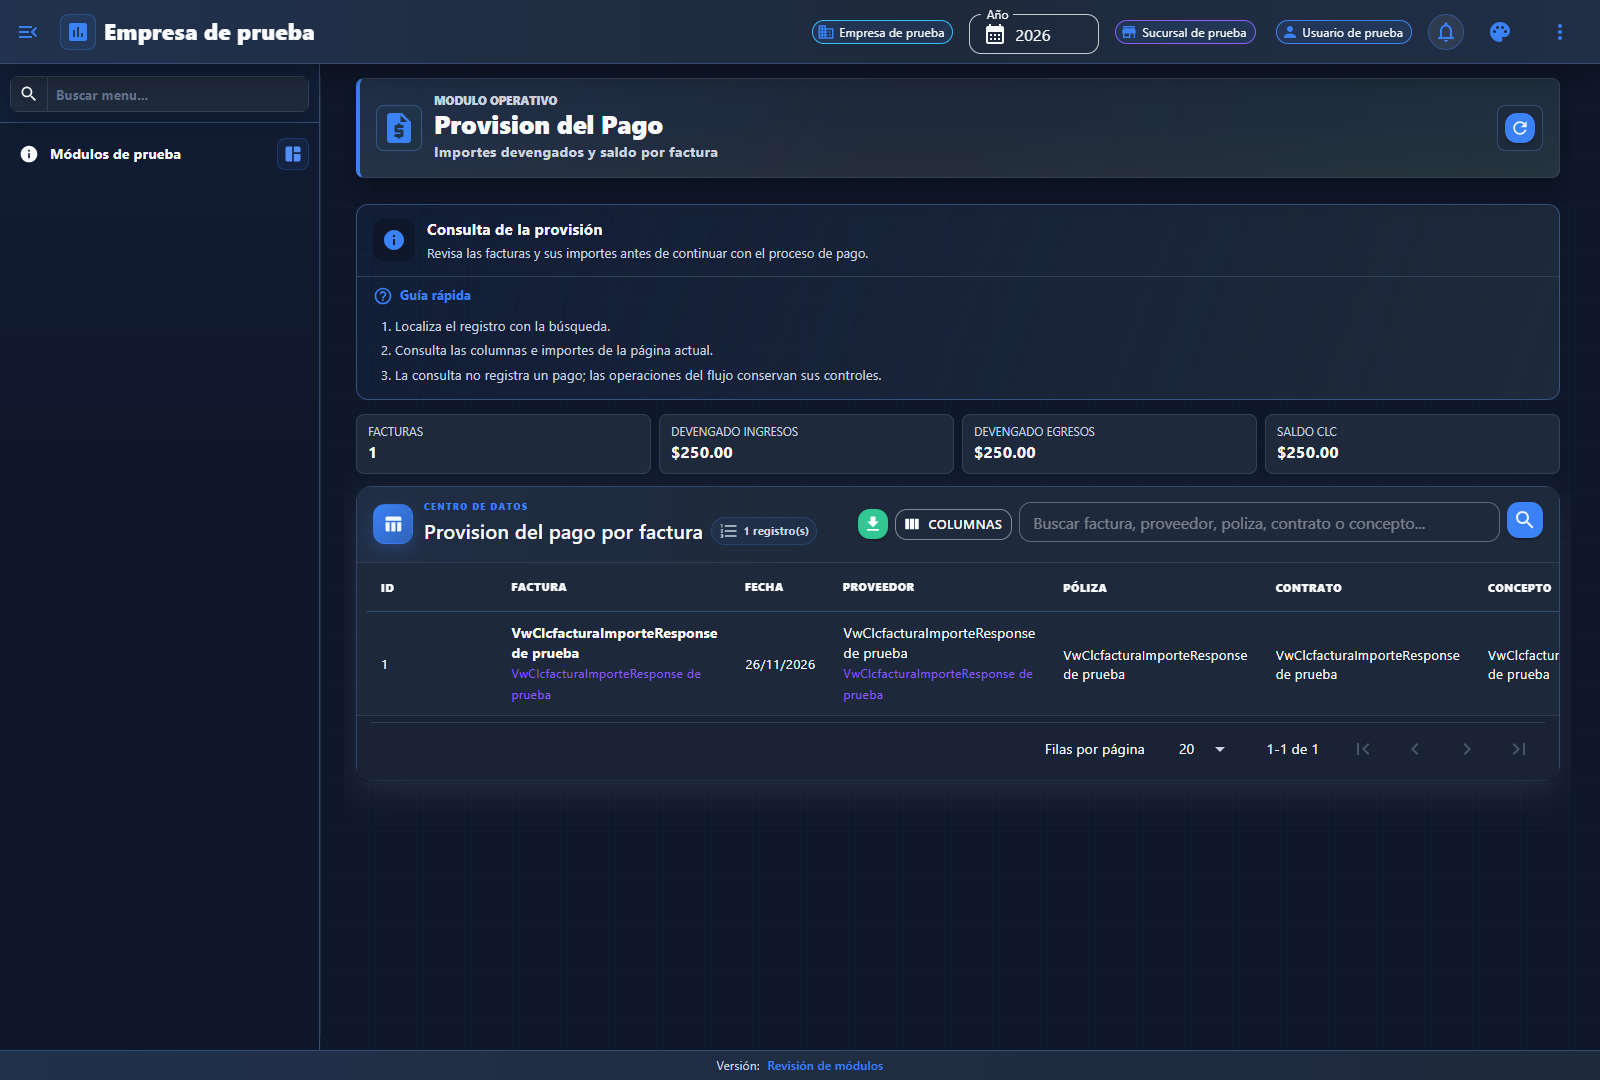 Empresa de prueba
Empresa de prueba
Año
2026
Sucursal de prueba
Usuario de prueba
Buscar menu...
Módulos de prueba
MODULO OPERATIVO
Provision del Pago
Importes devengados y saldo por factura
Consulta de la provisión
Revisa las facturas y sus importes antes de continuar con el proceso de pago.
Guía rápida
1. Localiza el registro con la búsqueda.
2. Consulta las columnas e importes de la página actual.
3. La consulta no registra un pago; las operaciones del flujo conservan sus controles.
FACTURAS
1
DEVENGADO INGRESOS
$250.00
DEVENGADO EGRESOS
$250.00
SALDO CLC
$250.00
CENTRO DE DATOS
Provision del pago por factura
1 registro(s)
COLUMNAS
Buscar factura, proveedor, poliza, contrato o concepto...
ID FACTURA FECHA PROVEEDOR PÓLIZA CONTRATO CONCEPTO
1
VwClcfacturaImporteResponse
de prueba
VwClcfacturaImporteResponse de
prueba
26/11/2026
VwClcfacturaImporteResponse
de prueba
VwClcfacturaImporteResponse de
prueba
VwClcfacturaImporteResponse
de prueba
VwClcfacturaImporteResponse
de prueba
VwClcfactur
de prueba
Filas por página 20 1-1 de 1
Versión: Revisión de módulos